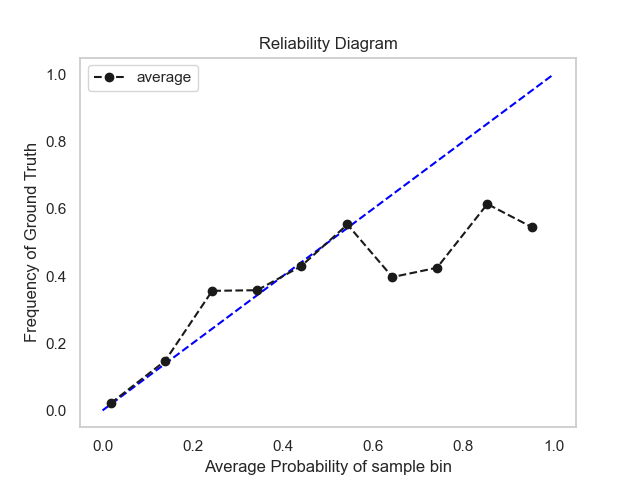 Reliability Diagram
average
1.0
0.8
0.6
0.4
0.2
0.0
Frequency of Ground Truth
0.0 0.2 0.4 0.6 0.8 1.0
Average Probability of sample bin